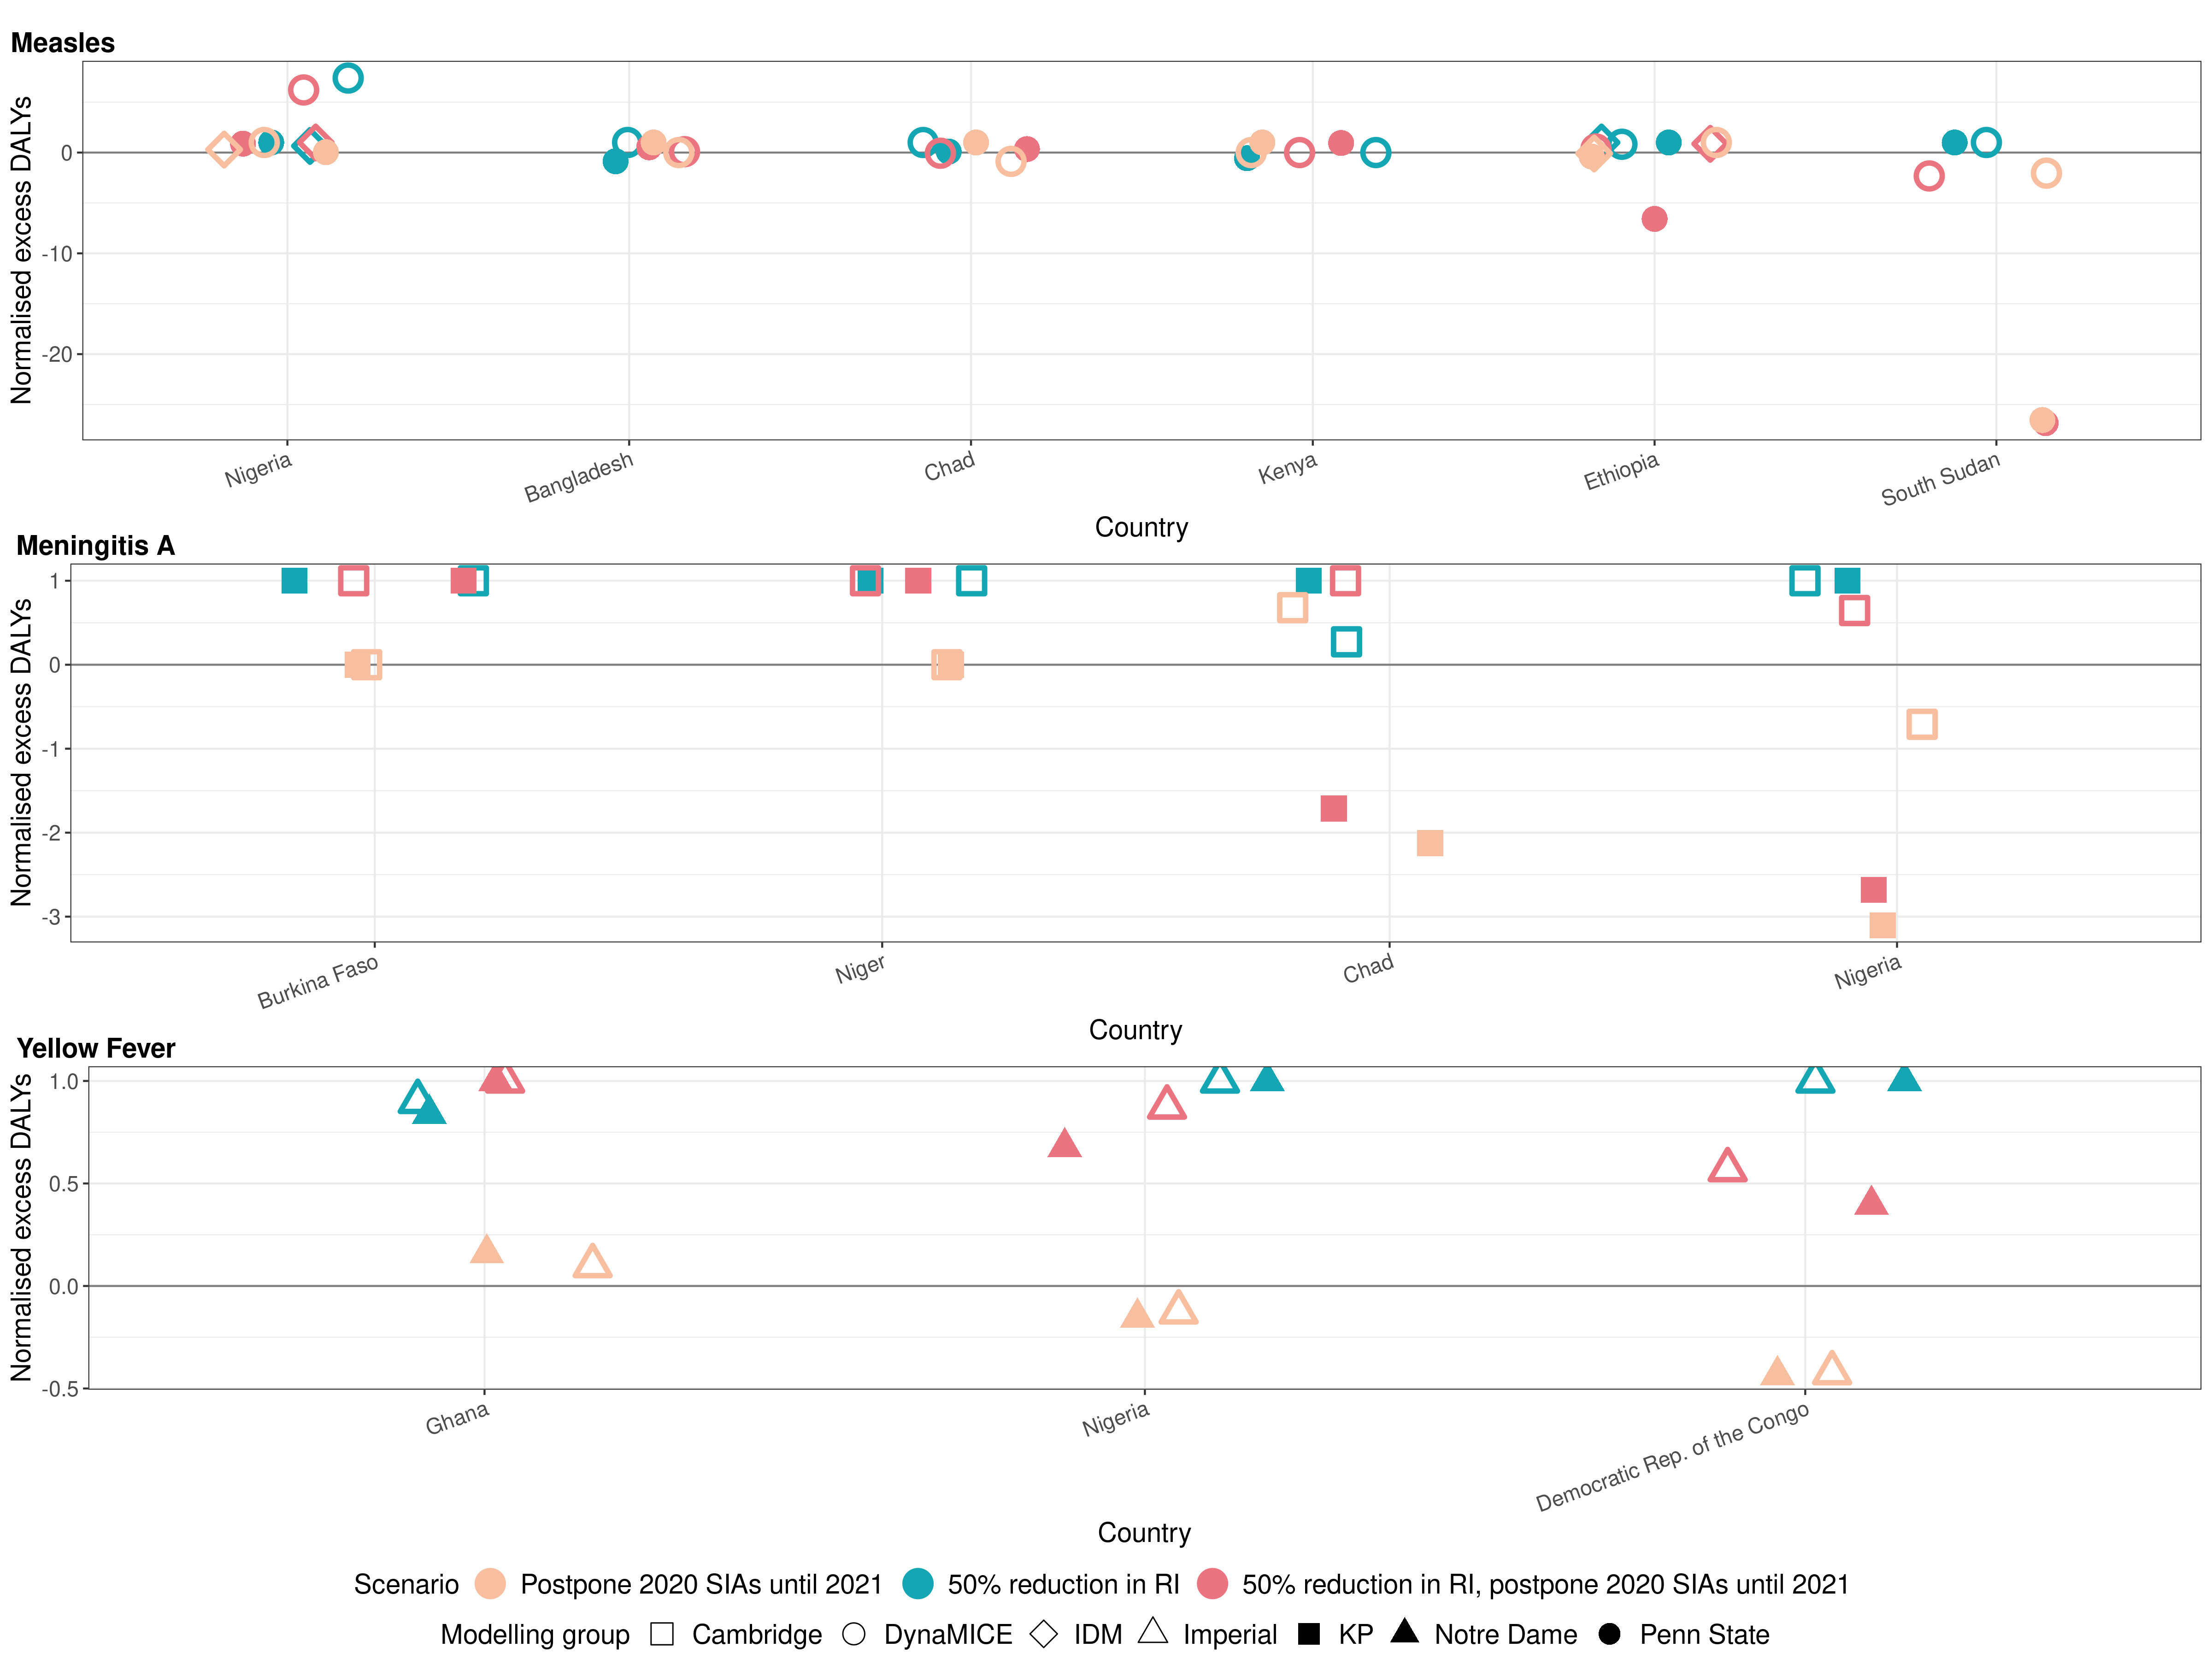 Measles
Normalised excess DALYs
0
-10
-20
Nigeria
Bangladesh
Chad
Kenya
Ethiopia
South Sudan
Country
Meningitis A
Normalised excess DALYs
1
0
-1
-2
-3
Burkina Faso
Niger
Chad
Nigeria
Country
Yellow Fever
Normalised excess DALYs
1.0
0.5
0.0
-0.5
Ghana
Nigeria
Democratic Rep. of the Congo
Country
Scenario Postpone 2020 SIAs until 2021 50% reduction in RI 50% reduction in RI, postpone 2020 SIAs until 2021
Modelling group Cambridge DynaMICE IDM Imperial KP Notre Dame Penn State